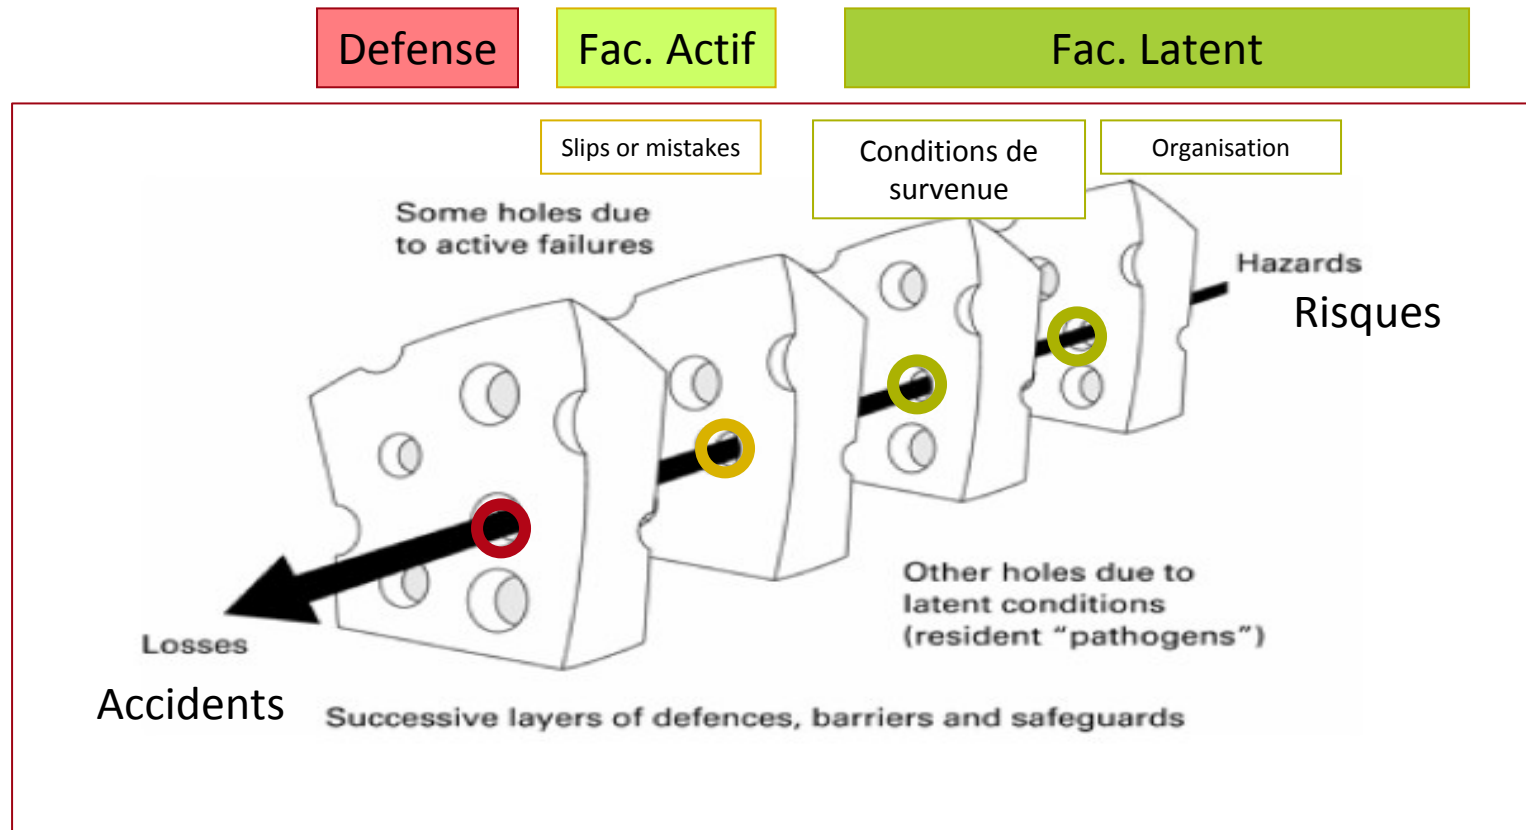 Defense
Fac. Actif
Fac. Latent
Slips or mistakes
Conditions de
survenue
Organisation
Some holes due
to active failures
Hazards
Risques
Other holes due to
latent conditions
(resident “pathogens”)
Losses
Accidents
Successive layers of defences, barriers and safeguards